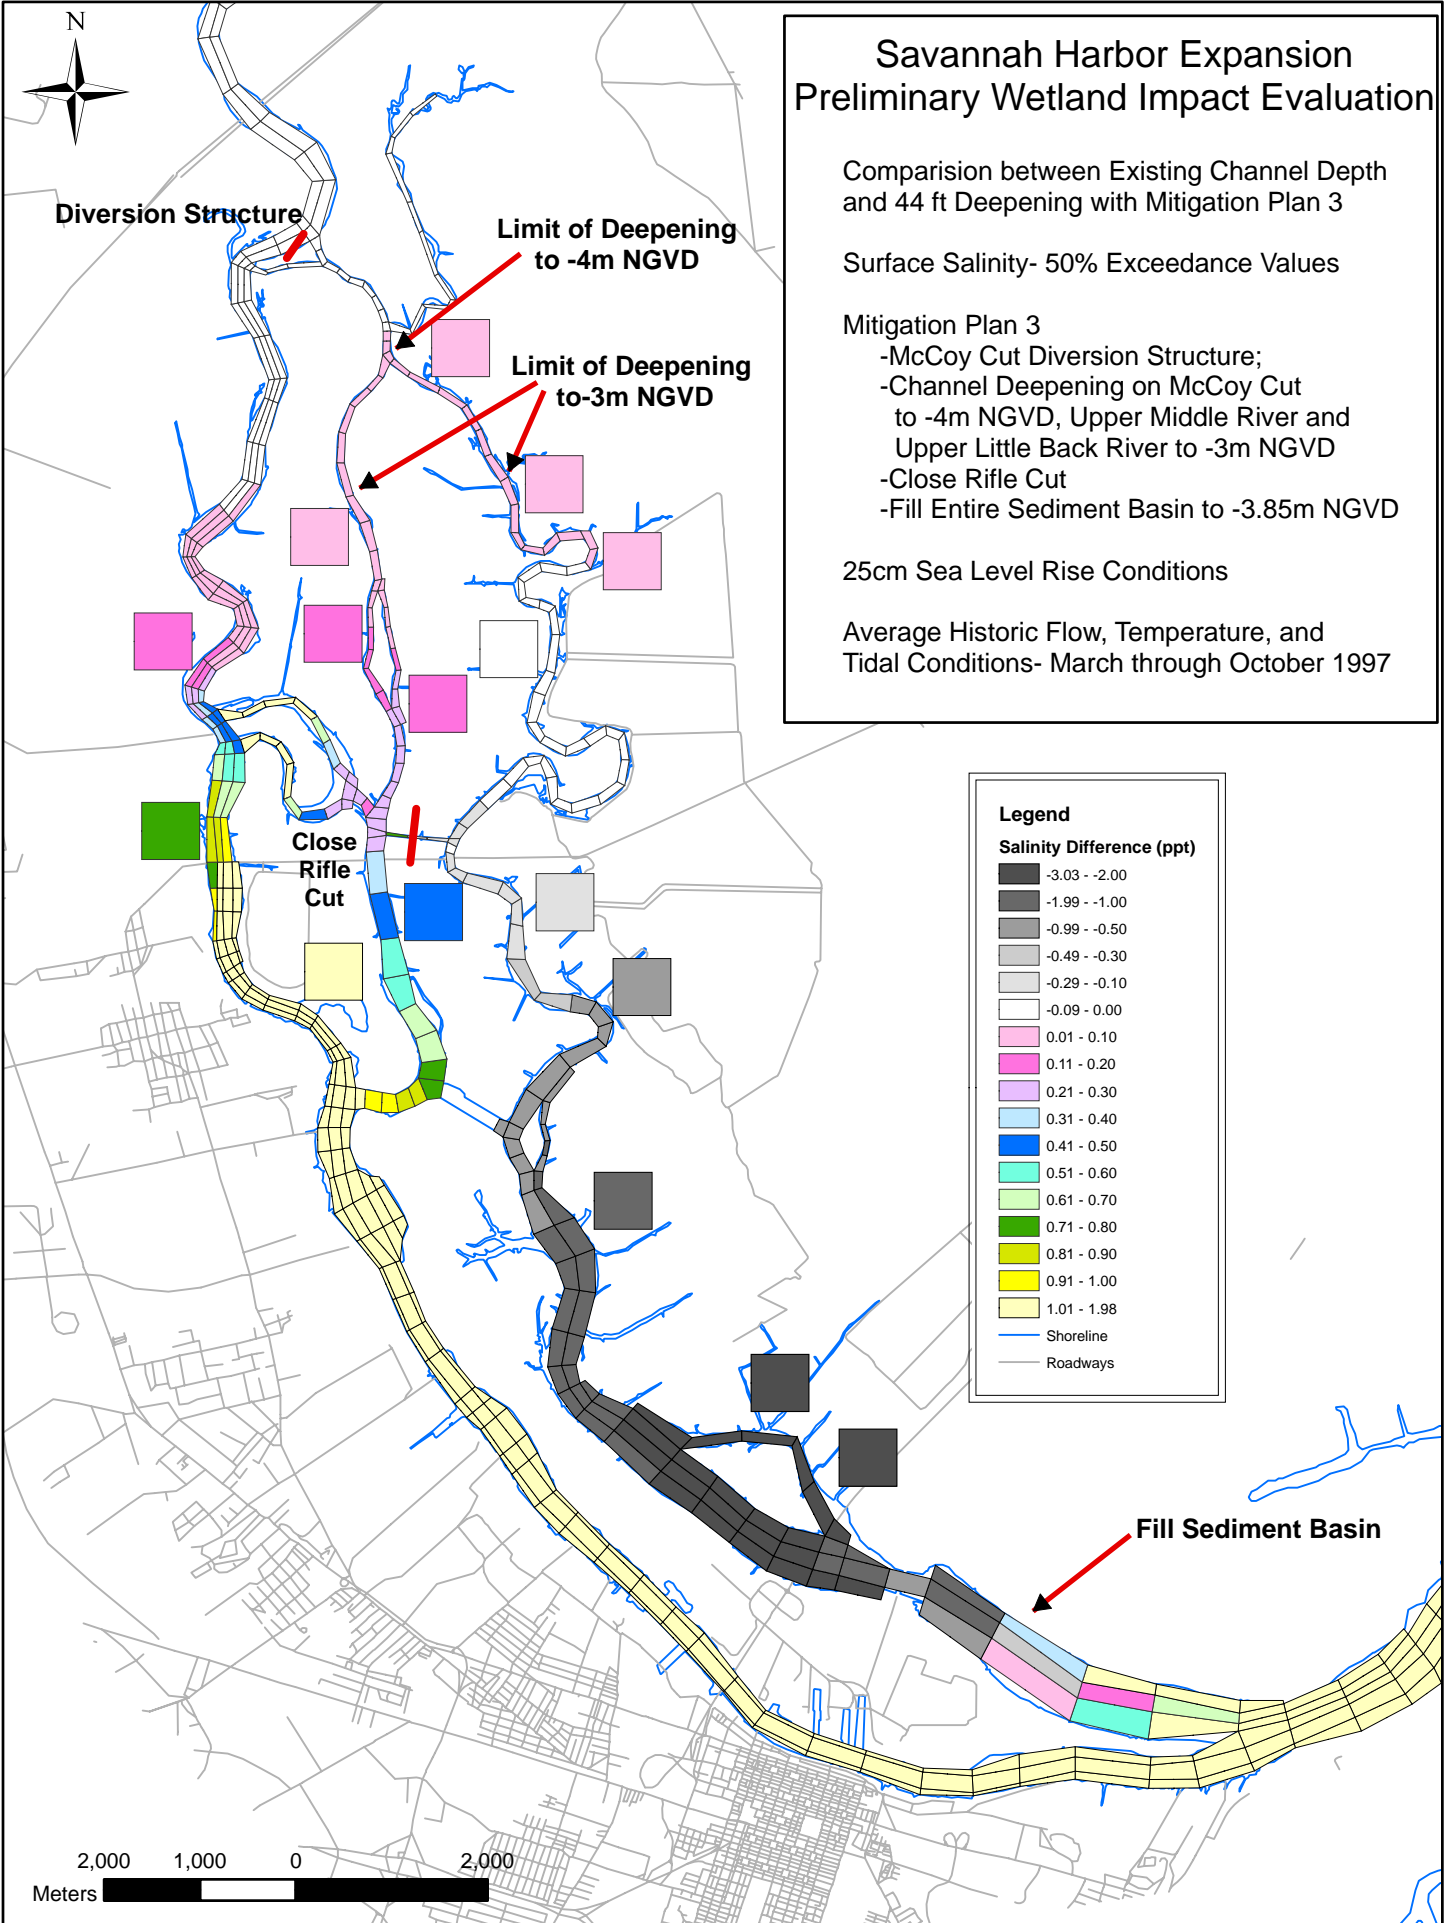 N
Savannah Harbor Expansion
Preliminary Wetland Impact Evaluation
Comparision between Existing Channel Depth
and 44 ft Deepening with Mitigation Plan 3
Surface Salinity- 50% Exceedance Values
Mitigation Plan 3
-McCoy Cut Diversion Structure;
-Channel Deepening on McCoy Cut
to -4m NGVD, Upper Middle River and
Upper Little Back River to -3m NGVD
-Close Rifle Cut
-Fill Entire Sediment Basin to -3.85m NGVD
25cm Sea Level Rise Conditions
Average Historic Flow, Temperature, and
Tidal Conditions- March through October 1997
Diversion Structure
Limit of Deepening
to -4m NGVD
Limit of Deepening
to-3m NGVD
Close
Rifle
Cut
Legend
Salinity Difference (ppt)
-3.03 - -2.00
-1.99 - -1.00
-0.99 - -0.50
-0.49 - -0.30
-0.29 - -0.10
-0.09 - 0.00
0.01 - 0.10
0.11 - 0.20
0.21 - 0.30
0.31 - 0.40
0.41 - 0.50
0.51 - 0.60
0.61 - 0.70
0.71 - 0.80
0.81 - 0.90
0.91 - 1.00
1.01 - 1.98
Shoreline
Roadways
Fill Sediment Basin
2,000 1,000 0 2,000
Meters